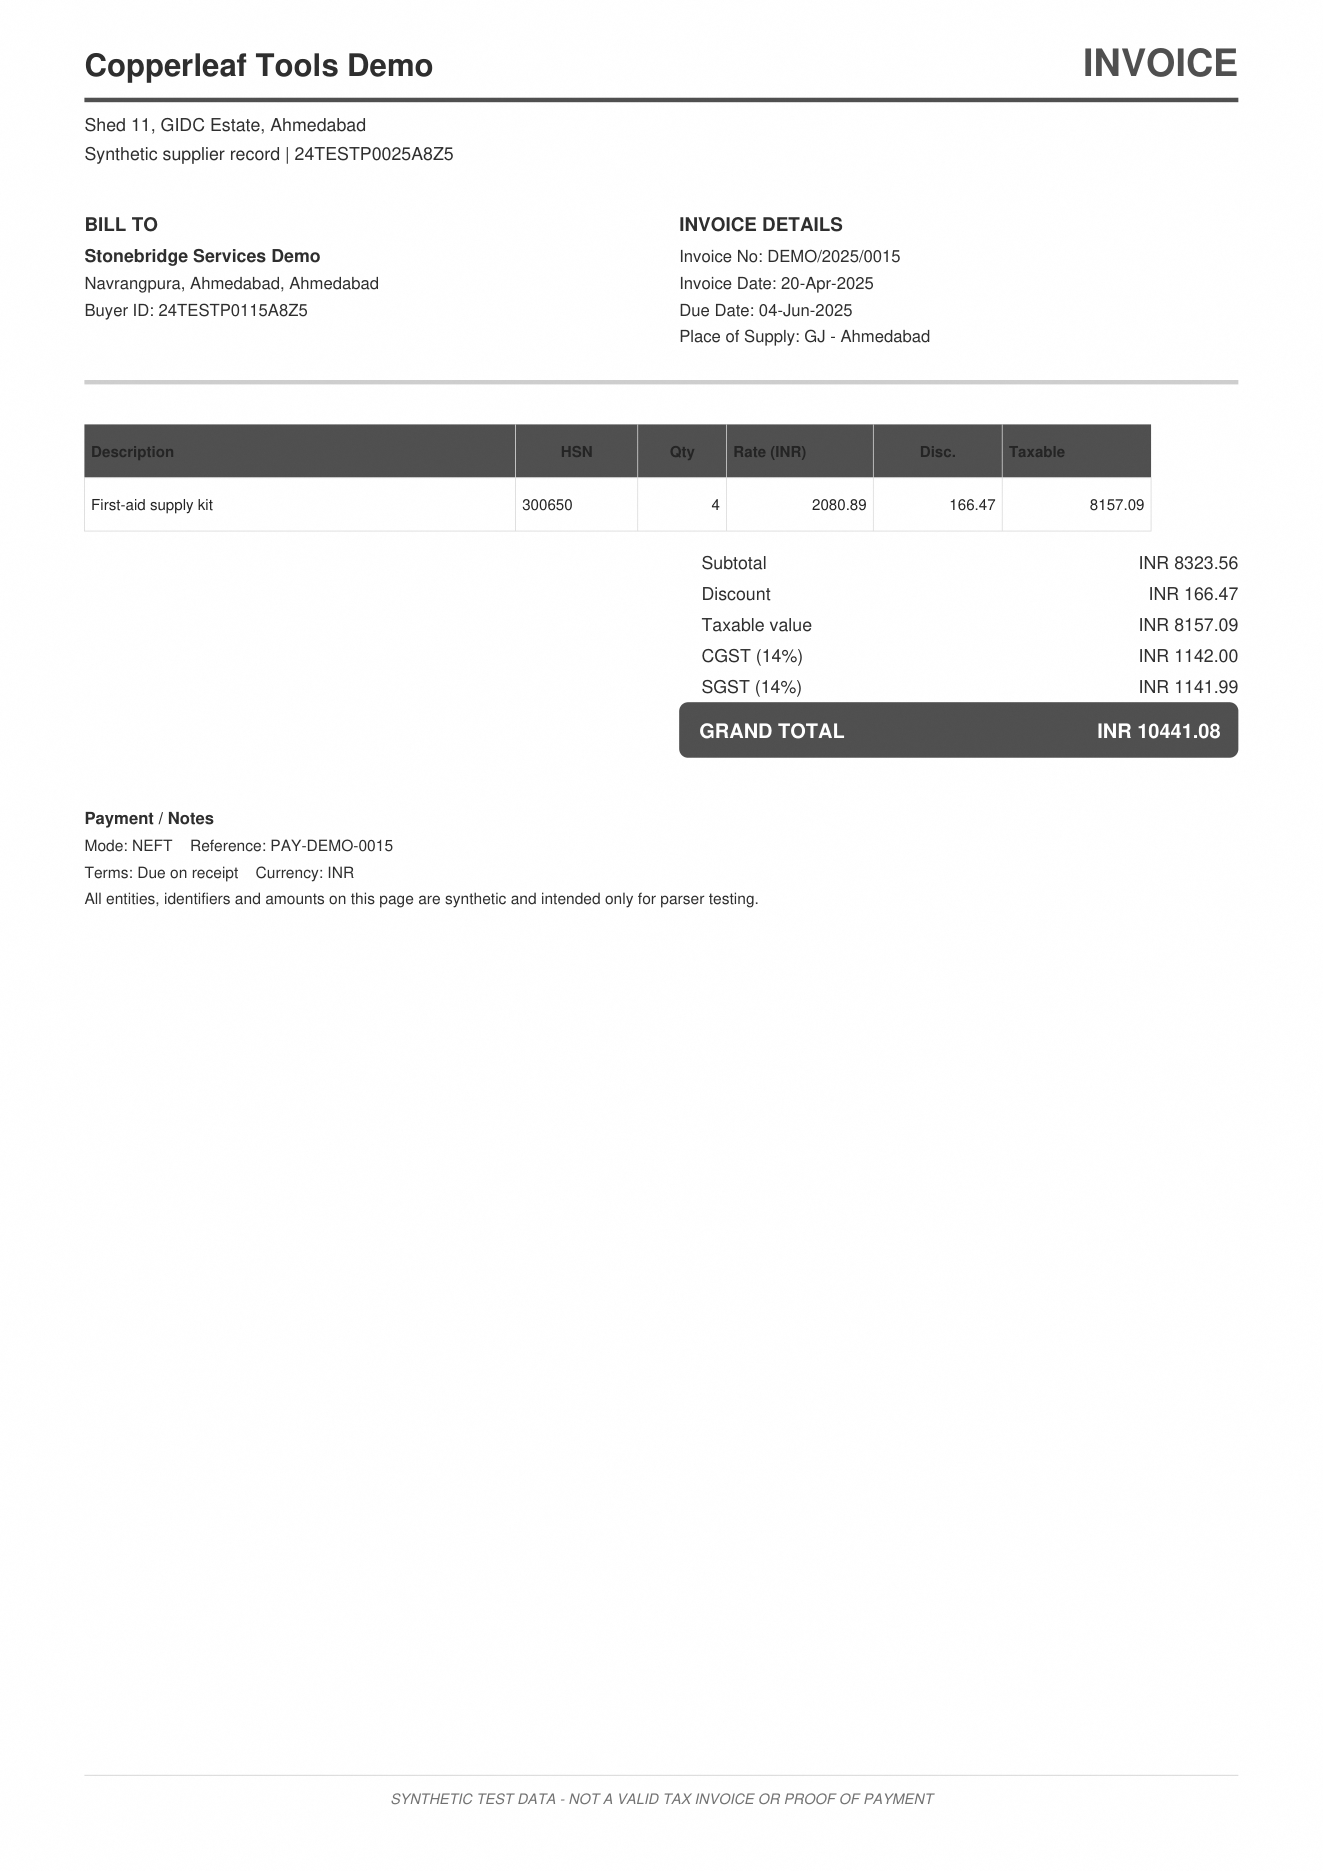 Copperleaf Tools Demo
INVOICE
Shed 11, GIDC Estate, Ahmedabad
Synthetic supplier record | 24TESTP0025A8Z5
BILL TO
Stonebridge Services Demo
Navrangpura, Ahmedabad, Ahmedabad
Buyer ID: 24TESTP0115A8Z5
INVOICE DETAILS
Invoice No: DEMO/2025/0015
Invoice Date: 20-Apr-2025
Due Date: 04-Jun-2025
Place of Supply: GJ - Ahmedabad
Description HSN Qty Rate (INR) Disc. Taxable
First-aid supply kit 300650 4 2080.89 166.47 8157.09
Subtotal INR 8323.56
Discount INR 166.47
Taxable value INR 8157.09
CGST (14%) INR 1142.00
SGST (14%) INR 1141.99
GRAND TOTAL INR 10441.08
Payment / Notes
Mode: NEFT Reference: PAY-DEMO-0015
Terms: Due on receipt Currency: INR
All entities, identifiers and amounts on this page are synthetic and intended only for parser testing.
SYNTHETIC TEST DATA - NOT A VALID TAX INVOICE OR PROOF OF PAYMENT